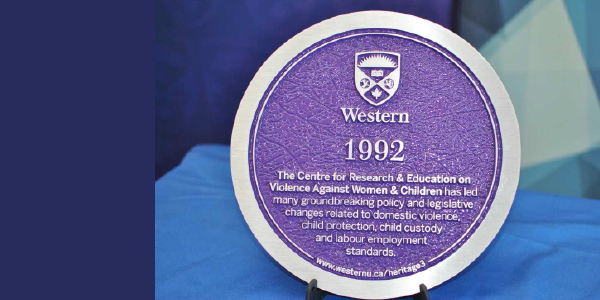 Western
1992
The Centre for Research & Education on
Violence Against Women & Children has led
many groundbreaking policy and legislative
changes related to domestic violence,
child protection, child custody
and labour employment
standards.
www.westernu.ca/heritage3